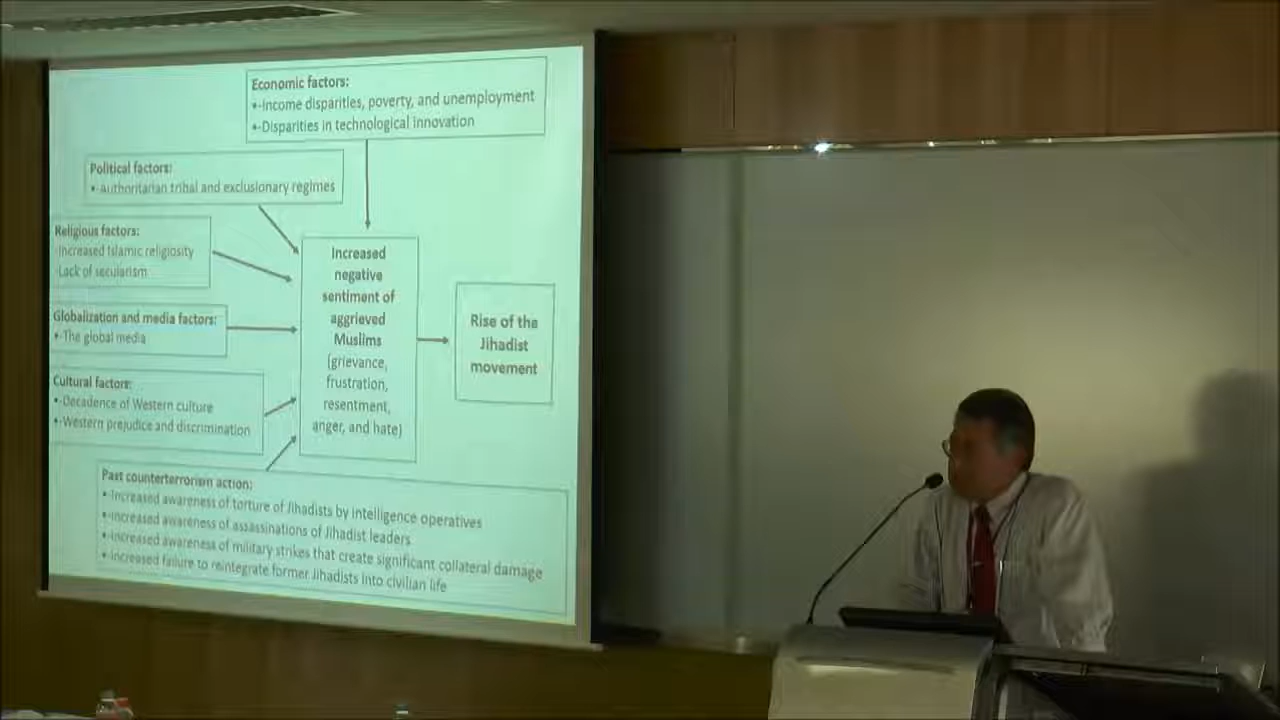 Economic factors:
•-Income disparities, poverty, and unemployment
•-Disparities in technological innovation
Political factors:
•-Authoritarian tribal and exclusionary regimes
Religious factors:
-Increased Islamic religiosity
-Lack of secularism
Globalization and media factors:
•-The global media
Cultural factors:
•-Decadence of Western culture
•-Western prejudice and discrimination
Past counterterrorism action:
•-Increased awareness of torture of Jihadists by intelligence operatives
•-Increased awareness of assassinations of Jihadist leaders
•-Increased awareness of military strikes that create significant collateral damage
•-Increased failure to reintegrate former Jihadists into civilian life
Increased
negative
sentiment of
aggrieved
Muslims
(grievance,
frustration,
resentment,
anger, and hate)
Rise of the
Jihadist
movement